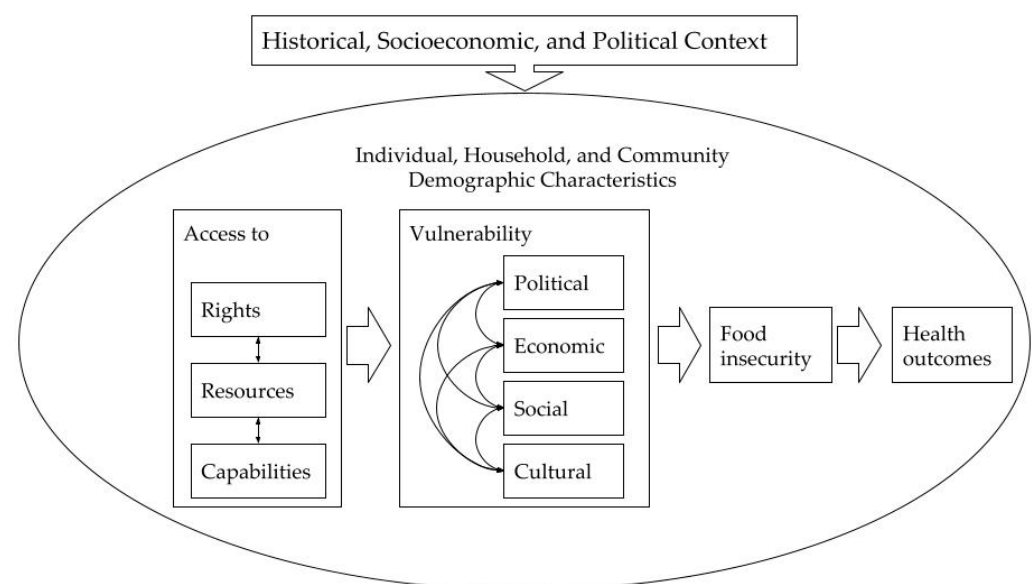 Historical, Socioeconomic, and Political Context
Individual, Household, and Community
Demographic Characteristics
Access to
Rights
Resources
Capabilities
Vulnerability
Political
Economic
Social
Cultural
Food
insecurity
Health
outcomes